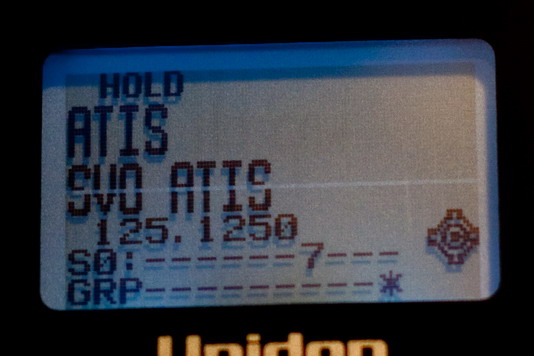 HOLD
ATIS
SVO ATIS
125.1250
S0:------7---
GRP---------*
Uniden